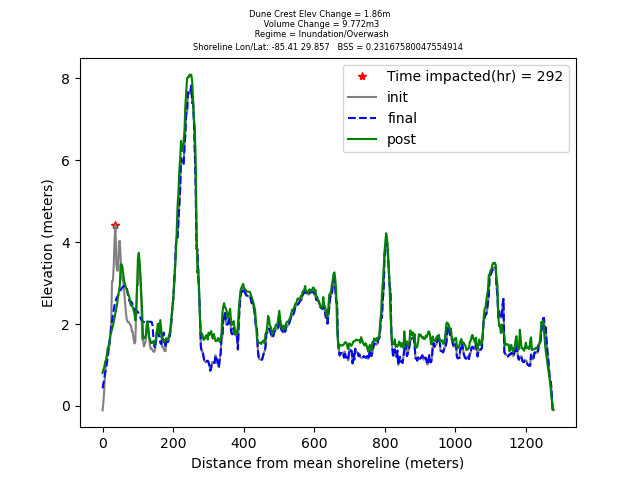 Dune Crest Elev Change = 1.86m
Volume Change = 9.772m3
Regime = Inundation/Overwash
Shoreline Lon/Lat: -85.41 29.857 BSS = 0.23167580047554914
Time impacted(hr) = 292
init
final
post
8
6
4
2
0
Elevation (meters)
0 200 400 600 800 1000 1200
Distance from mean shoreline (meters)